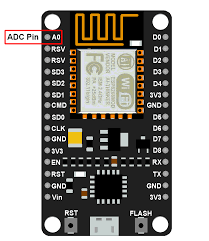 ADC Pin
A0 D0
RSV D1
RSV D2
SD3 D3
SD2 D4
SD1 3V3
CMD GND
SD0 D5
CLK D6
GND D7
3V3 D8
EN RX
RST TX
GND GND
Vin 3V3
RST FLASH